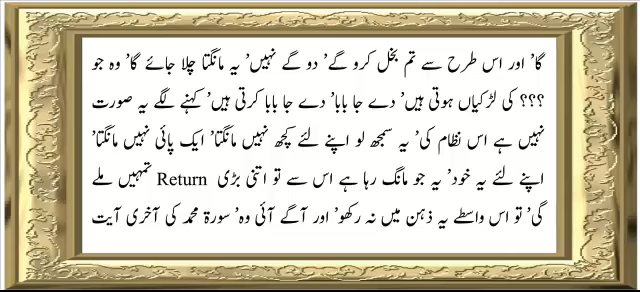 گا’ اور اس طرح سے تم بخل کرو گے’ دو گے نہیں’ یہ مانگتا چلا جائے گا’ وہ جو
؟؟؟ کی لڑکیاں ہوتی ہیں’ دے جا بابا’ دے جا بابا کرتی ہیں’ کہنے لگے یہ صورت
نہیں ہے اس نظام کی’ یہ سمجھ لو اپنے لئے کچھ نہیں مانگتا’ ایک پائی نہیں مانگتا’
اپنے لئے یہ خود’ یہ جو مانگ رہا ہے اس سے تو اتنی بڑی Return تمہیں ملے
گی’ تو اس واسطے یہ ذہن میں نہ رکھو’ اور آگے آئی وہ’ سورۃ محمد کی آخری آیت